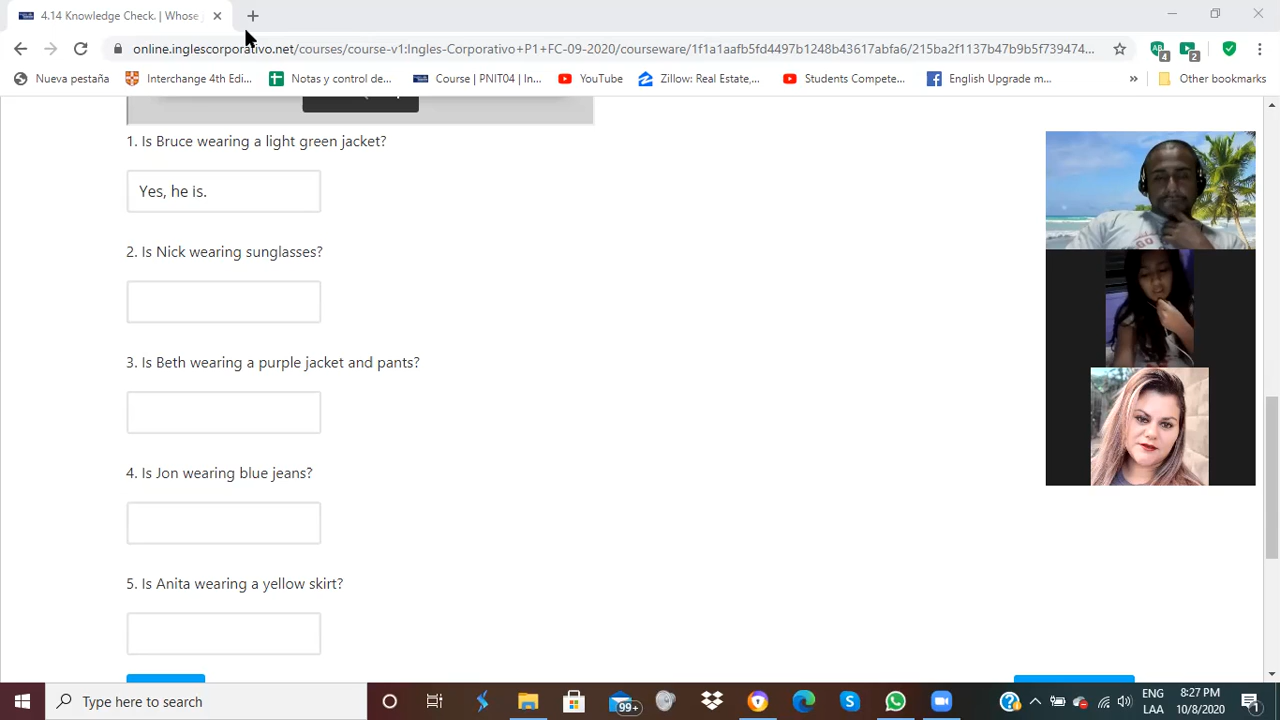 4.14 Knowledge Check. | Whose
online.inglescorporativo.net/courses/course-v1:Ingles-Corporativo+P1+FC-09-2020/courseware/1f1a1aafb5fd4497b1248b43617abfa6/215ba2f1137b47b9b5f739474...
Nueva pestaña
Interchange 4th Edi...
Notas y control de...
Course | PNIT04 | In...
YouTube
Zillow: Real Estate,...
Students Compete...
English Upgrade m...
»
Other bookmarks
4
2
1. Is Bruce wearing a light green jacket?
Yes, he is.
2. Is Nick wearing sunglasses?
3. Is Beth wearing a purple jacket and pants?
4. Is Jon wearing blue jeans?
5. Is Anita wearing a yellow skirt?
Type here to search
99+
ENG
LAA
8:27 PM
10/8/2020
1